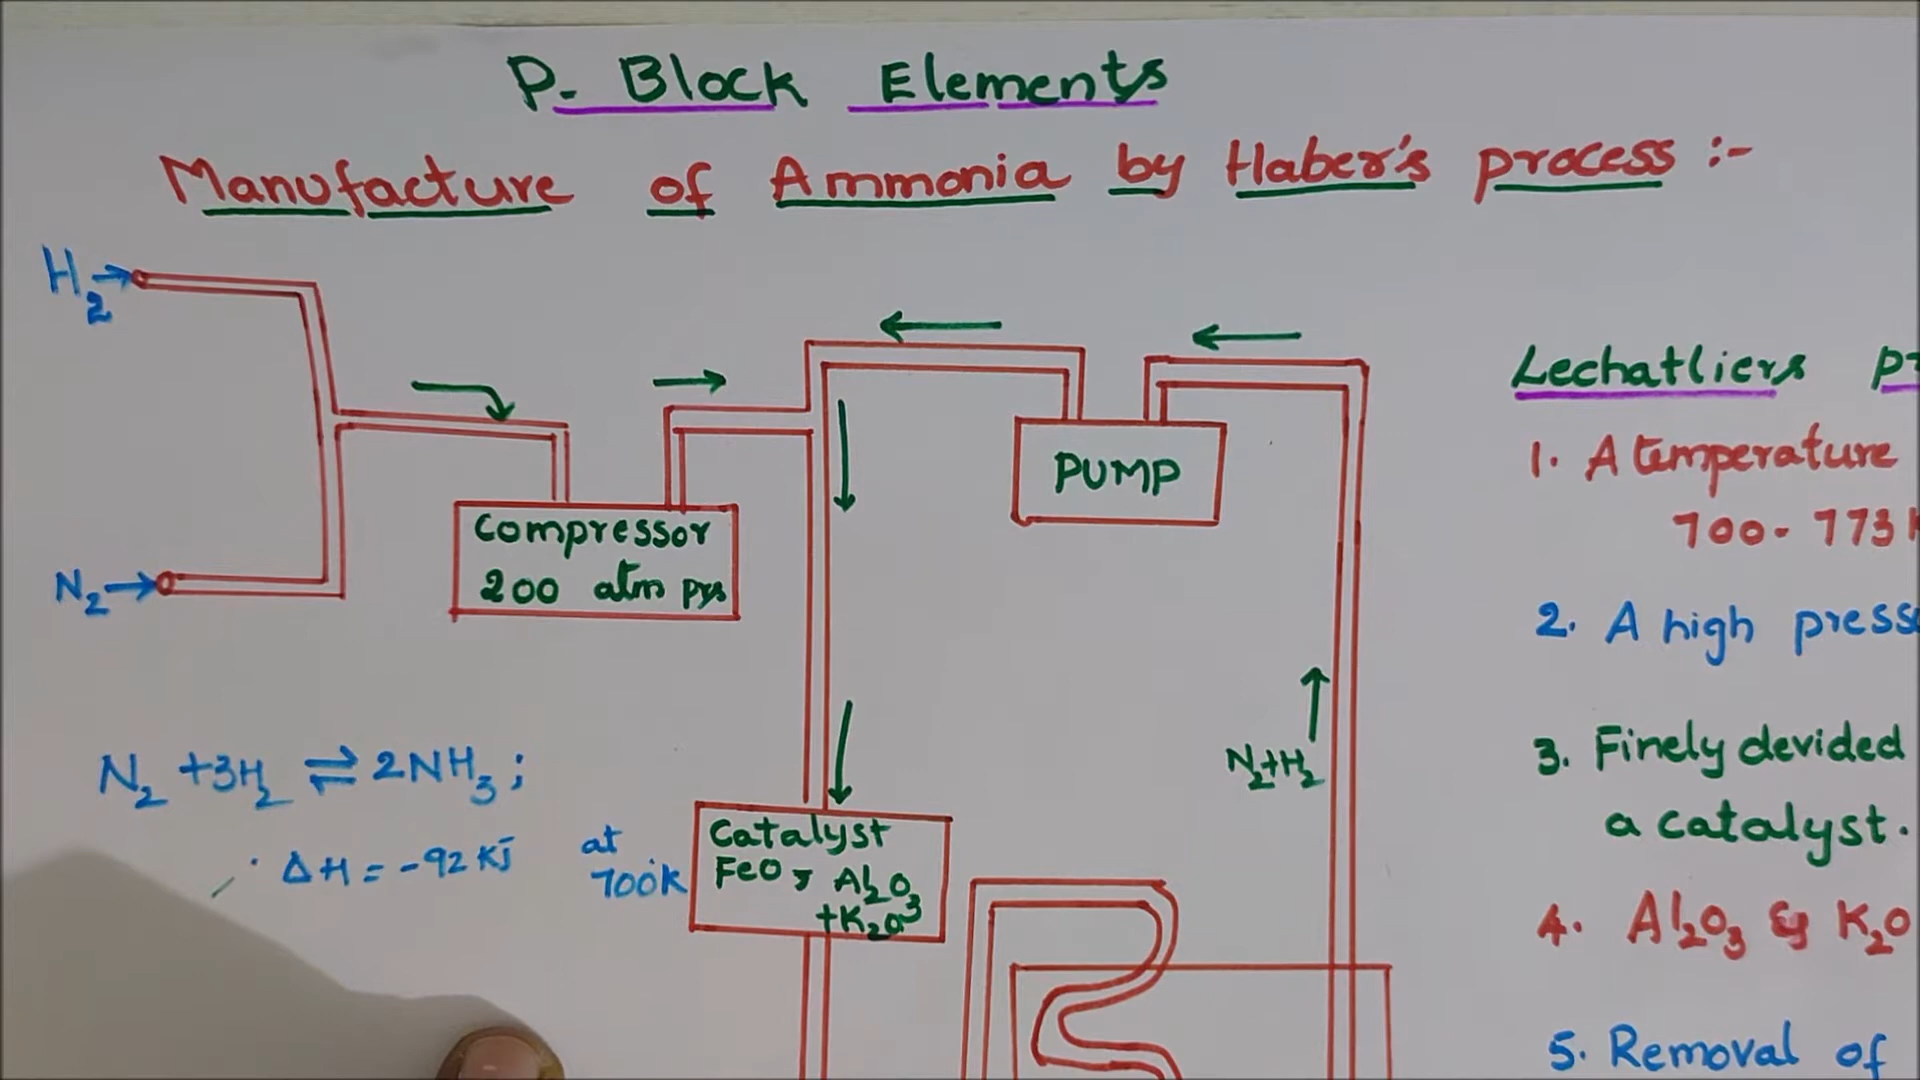 P- Block Elements
Manufacture of Ammonia by Haber's process :-
H2
N2
Compressor
200 atm prs
PUMP
N2+H2
N2 + 3H2 ⇌ 2NH3 ;
ΔH = -92 KJ
at
700k
Catalyst
FeO, Al2O3
+K2O
Lechatliers
1. A temperature
700- 773
2. A high
3. Finely devided
a catalyst.
4. Al2O3 & K2O
5. Removal of